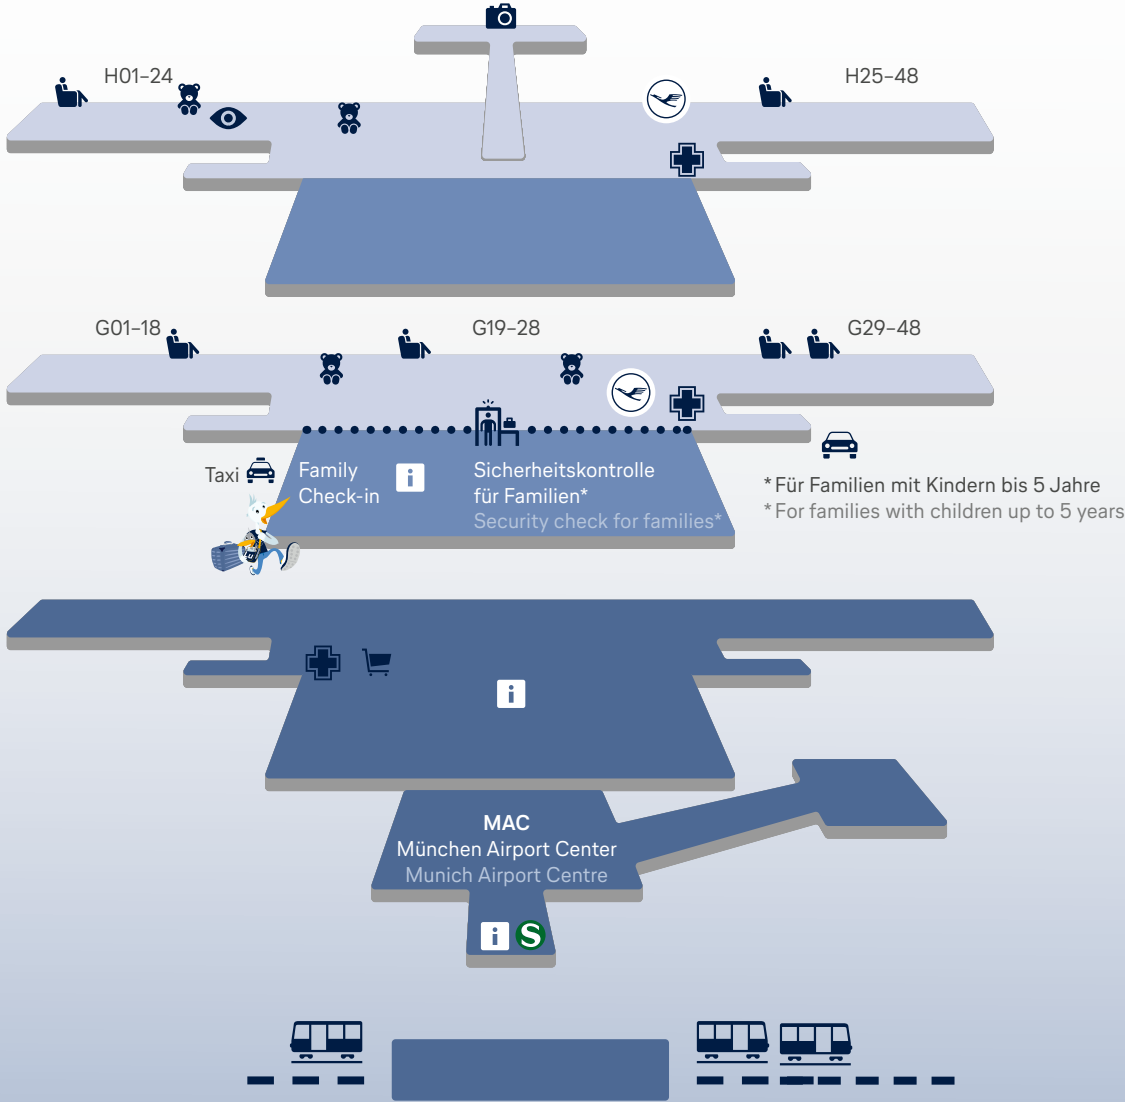 H01–24
H25–48
G01–18
G19–28
G29–48
Taxi
Family
Check-in
i
Sicherheitskontrolle
für Familien*
Security check for families*
*Für Familien mit Kindern bis 5 Jahre
*For families with children up to 5 years
i
MAC
München Airport Center
Munich Airport Centre
i
S